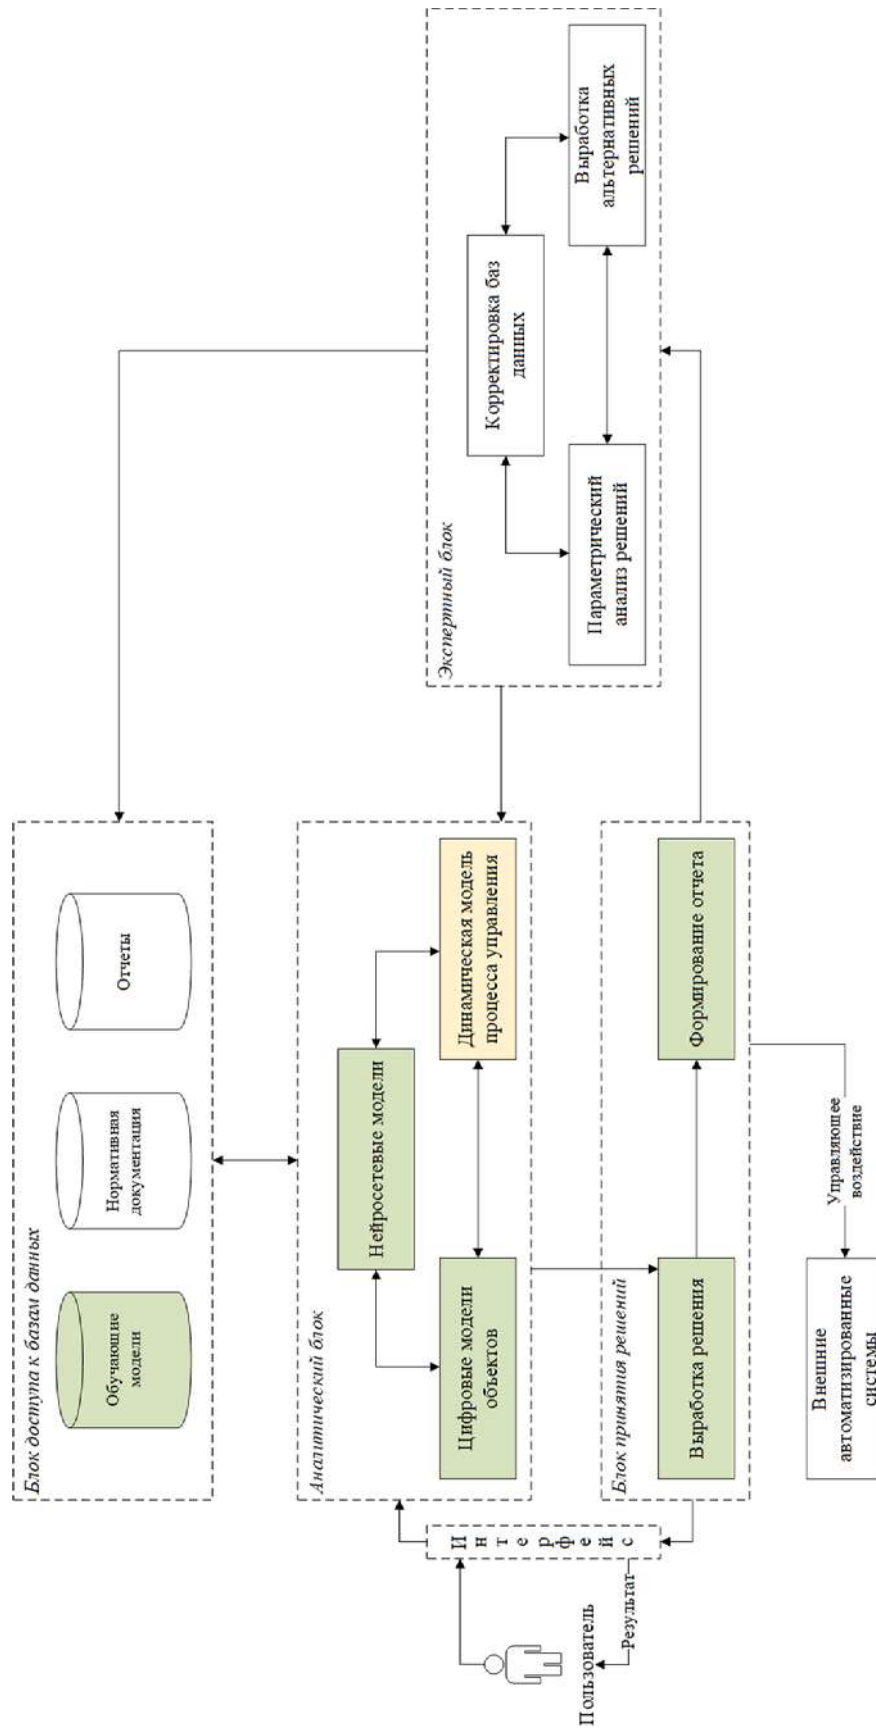 Блок доступа к базам данных
Обучающие
модели
Нормативная
документация
Отчеты
Аналитический блок
Нейросетевые модели
Цифровые модели
объектов
Динамическая модель
процесса управления
Экспертный блок
Корректировка баз
данных
Параметрический
анализ решений
Выработка
альтернативных
решений
Блок принятия решений
Выработка решения
Формирование отчета
Интерфейс
Пользователь
Результат
Управляющее
воздействие
Внешние
автоматизированные
системы